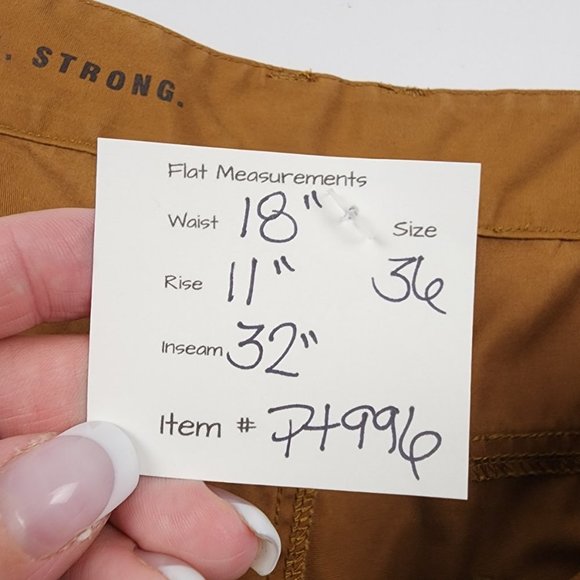 . STRONG.
Flat Measurements
Waist 18"
Size
Rise 11"
36
Inseam 32"
Item # P4996